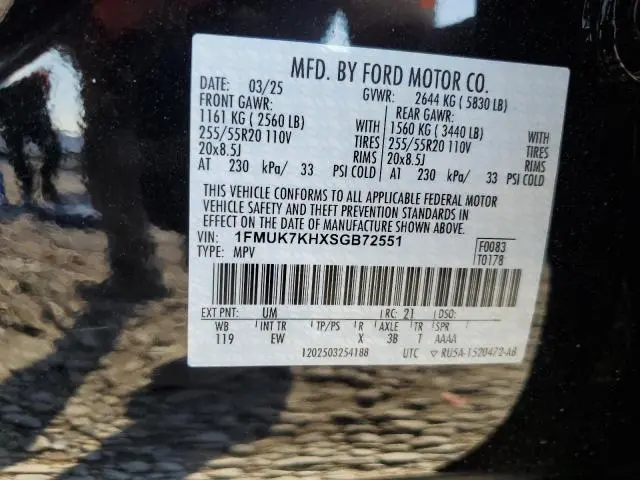 MFD. BY FORD MOTOR CO.
DATE: 03/25 GVWR: 2644 KG ( 5830 LB)
FRONT GAWR: REAR GAWR:
1161 KG ( 2560 LB) WITH 1560 KG ( 3440 LB) WITH
255/55R20 110V TIRES 255/55R20 110V TIRES
20x8.5J RIMS 20x8.5J RIMS
AT 230 kPa/ 33 PSI COLD AT 230 kPa/ 33 PSI COLD
THIS VEHICLE CONFORMS TO ALL APPLICABLE FEDERAL MOTOR
VEHICLE SAFETY AND THEFT PREVENTION STANDARDS IN
EFFECT ON THE DATE OF MANUFACTURE SHOWN ABOVE.
VIN: 1FMUK7KHXSGB72551 F0083
TYPE: MPV T0178
EXT PNT: UM RC: 21 DSO:
WB INT TR TP/PS R AXLE TR SPR
119 EW X 3B T AAAA
1202503254188 UTC ▽ RU5A-1520472-AB